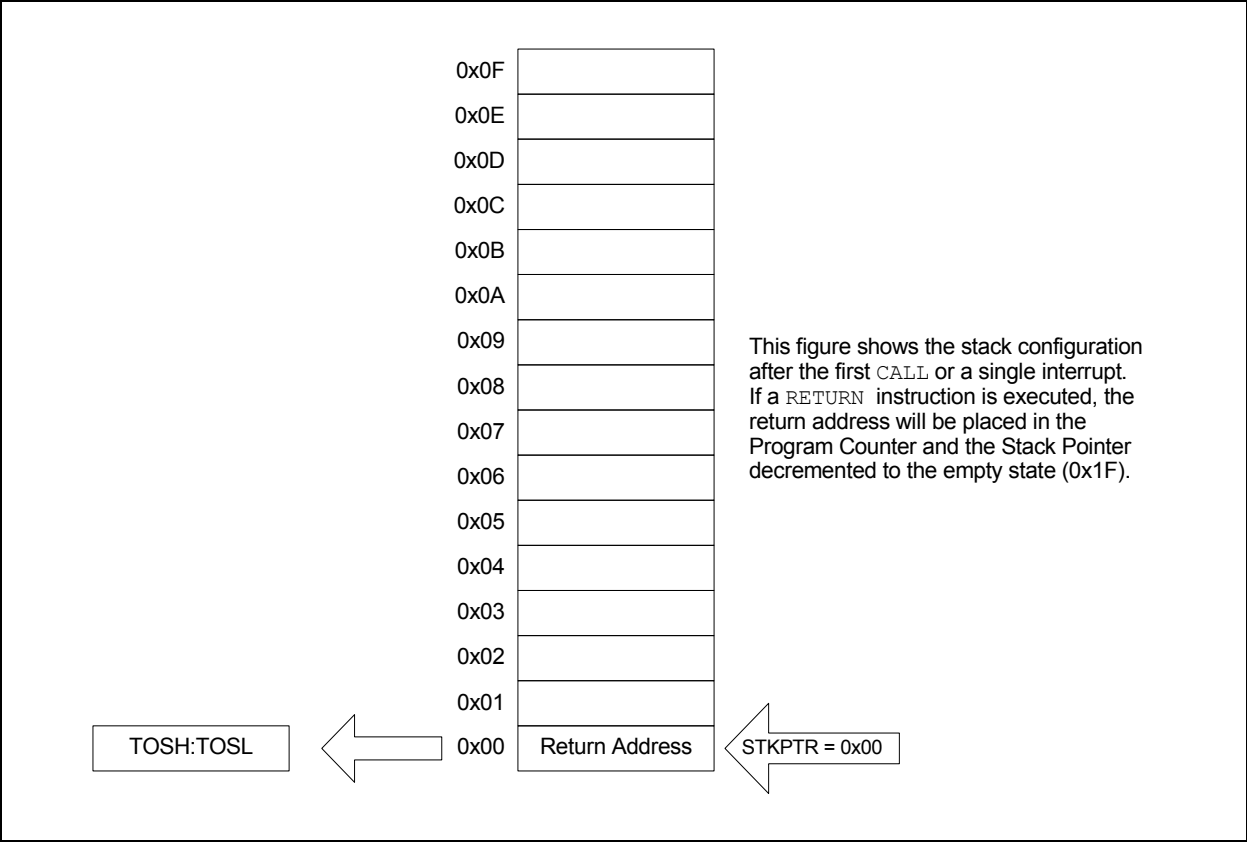 0x0F
0x0E
0x0D
0x0C
0x0B
0x0A
0x09
This figure shows the stack configuration
after the first CALL or a single interrupt.
0x08
If a RETURN instruction is executed, the
return address will be placed in the
0x07
Program Counter and the Stack Pointer
decremented to the empty state (0x1F).
0x06
0x05
0x04
0x03
0x02
0x01
TOSH:TOSL
0x00
Return Address
STKPTR = 0x00